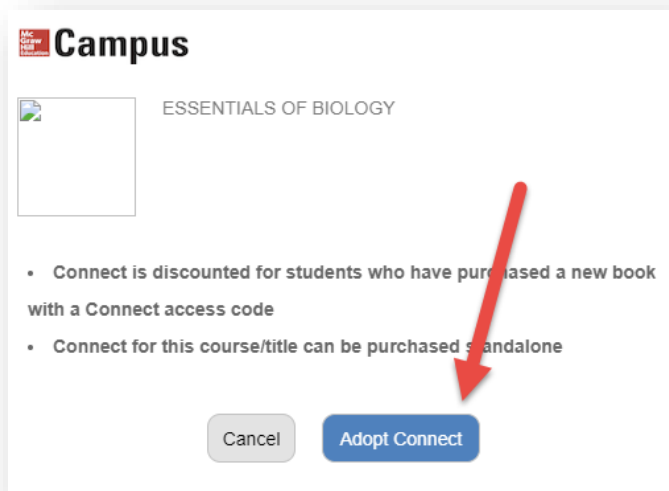 Mc
Graw
Hill
Education
Campus
ESSENTIALS OF BIOLOGY
• Connect is discounted for students who have purchased a new book
with a Connect access code
• Connect for this course/title can be purchased standalone
Cancel
Adopt Connect